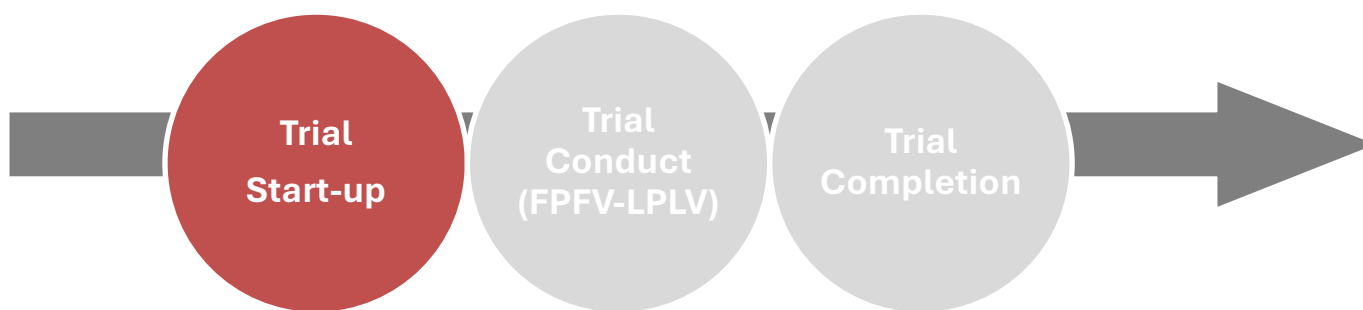 Trial
Start-up
Trial
Conduct
(FPFV-LPLV)
Trial
Completion